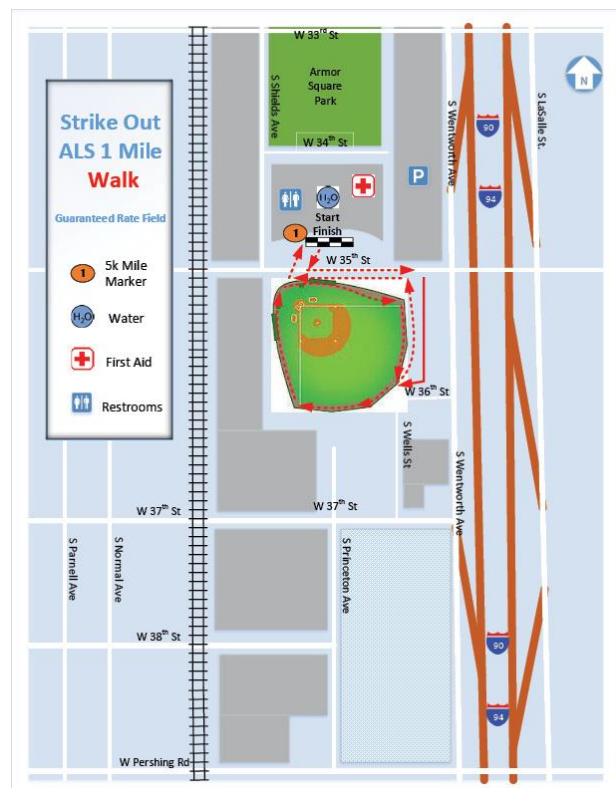 W 33rd St
S Shields Ave
Armor
Square
Park
S Wentworth Ave
90
S LaSalle St.
N
Strike Out
ALS 1 Mile
Walk
Guaranteed Rate Field
1
5k Mile
Marker
H2O
Water
First Aid
Restrooms
W 34th St
P
94
H2O
Start
Finish
1
W 35th St
W 36th St
S Wells St
S Wentworth Ave
W 37th St
W 37th St
S Parnell Ave
S Normal Ave
S Princeton Ave
W 38th St
90
94
W Pershing Rd